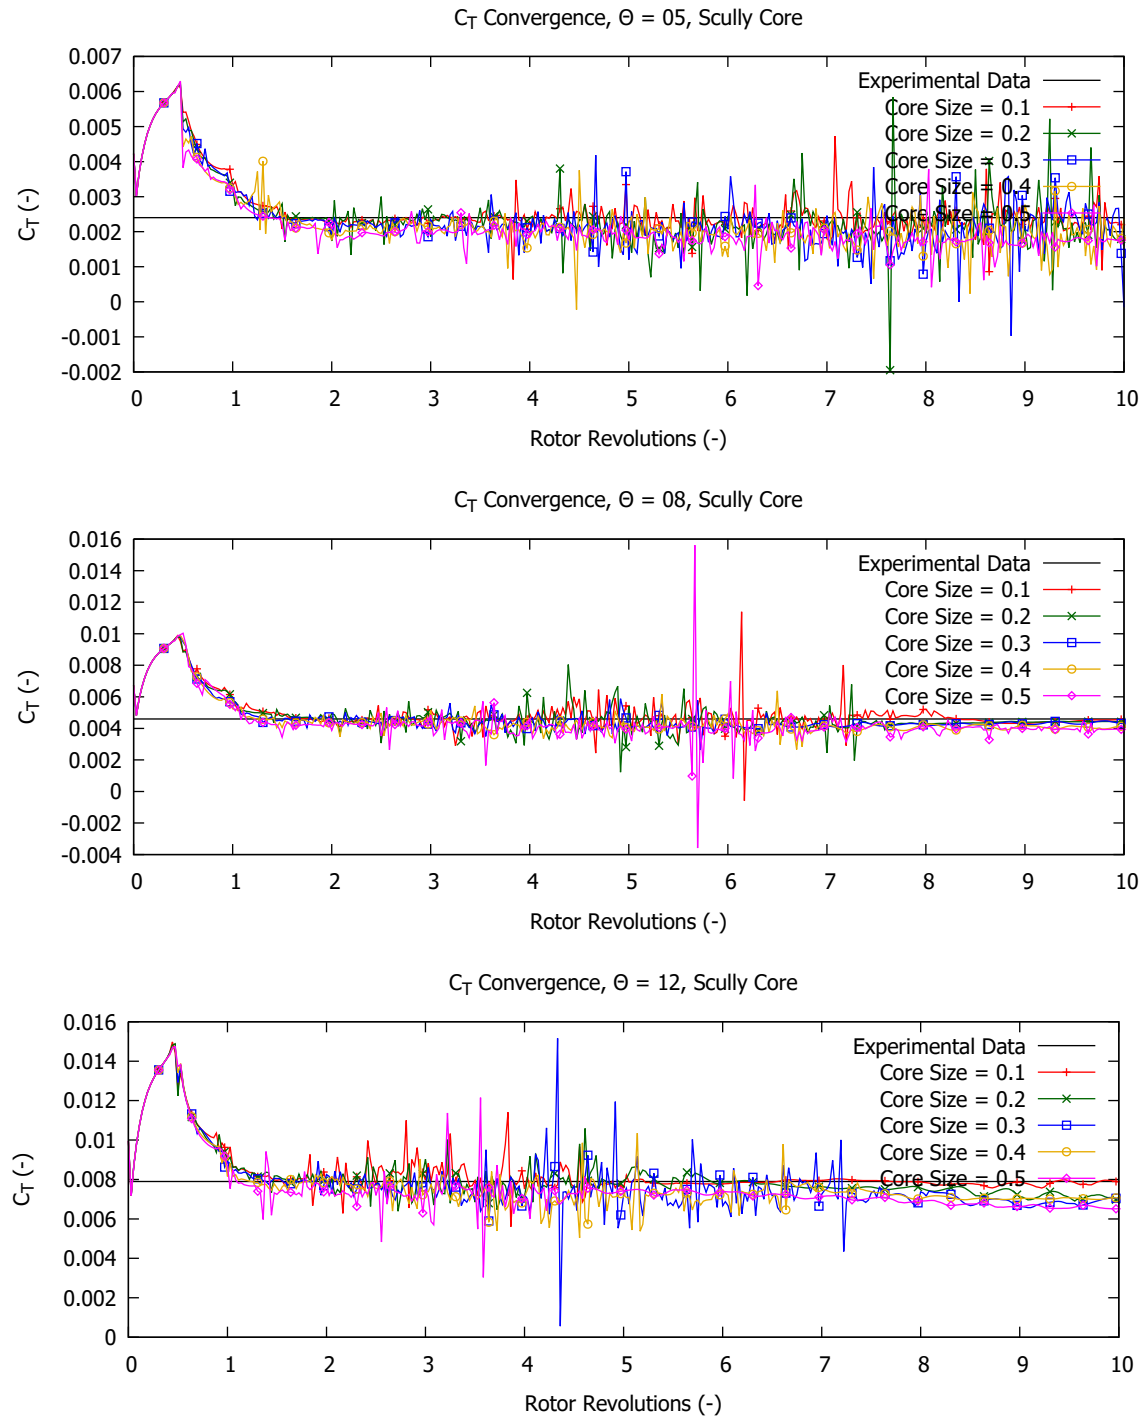 C_T Convergence, Θ = 05, Scully Core
0.007
0.006
0.005
0.004
0.003
0.002
0.001
0
-0.001
-0.002
C_T (-)
Experimental Data
Core Size = 0.1
Core Size = 0.2
Core Size = 0.3
Core Size = 0.4
Core Size = 0.5
0 1 2 3 4 5 6 7 8 9 10
Rotor Revolutions (-)
C_T Convergence, Θ = 08, Scully Core
0.016
0.014
0.012
0.01
0.008
0.006
0.004
0.002
0
-0.002
-0.004
C_T (-)
Experimental Data
Core Size = 0.1
Core Size = 0.2
Core Size = 0.3
Core Size = 0.4
Core Size = 0.5
0 1 2 3 4 5 6 7 8 9 10
Rotor Revolutions (-)
C_T Convergence, Θ = 12, Scully Core
0.016
0.014
0.012
0.01
0.008
0.006
0.004
0.002
0
C_T (-)
Experimental Data
Core Size = 0.1
Core Size = 0.2
Core Size = 0.3
Core Size = 0.4
Core Size = 0.5
0 1 2 3 4 5 6 7 8 9 10
Rotor Revolutions (-)